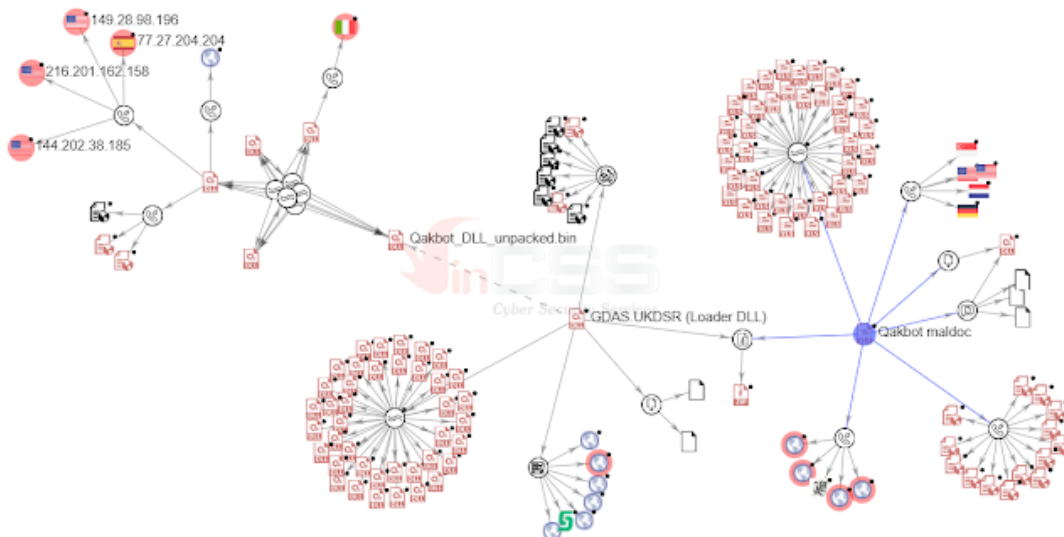 149.28.98.196
77.27.204.204
216.201.162.158
144.202.38.185
Qakbot_DLL_unpacked.bin
inCSS
Cyber Security Services
GDAS.UKDSR (Loader DLL)
Qakbot maldoc